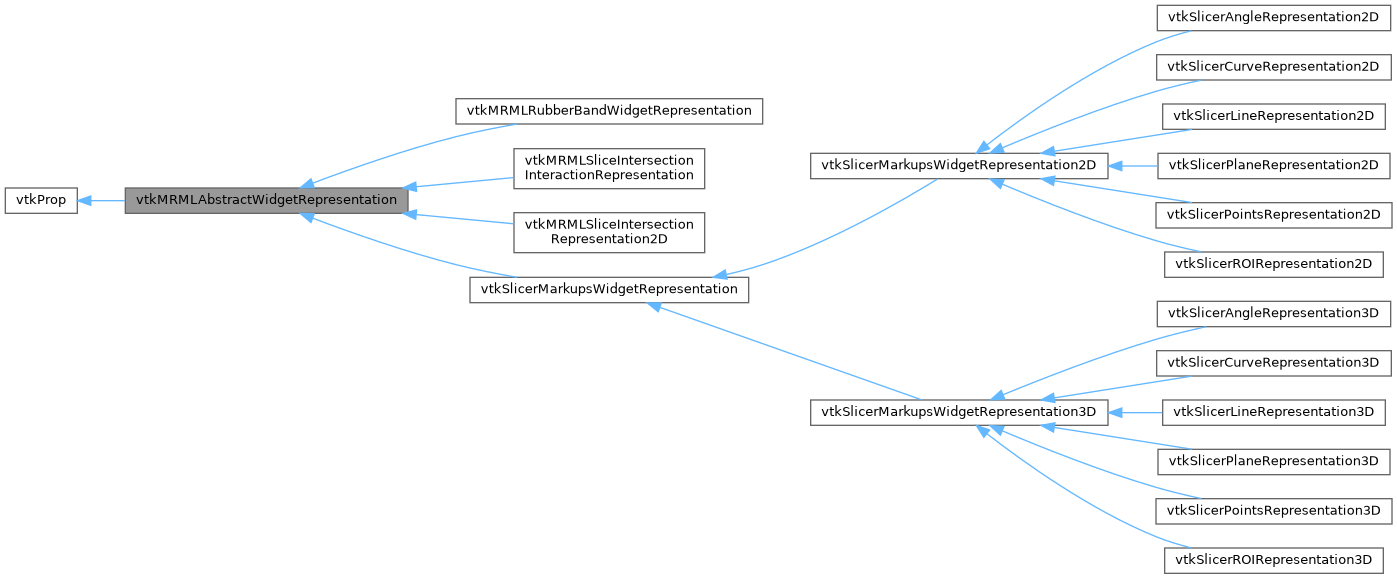 vtkProp
vtkMRMLAbstractWidgetRepresentation
vtkMRMLRubberBandWidgetRepresentation
vtkMRMLSliceIntersection
InteractionRepresentation
vtkMRMLSliceIntersection
Representation2D
vtkSlicerMarkupsWidgetRepresentation
vtkSlicerMarkupsWidgetRepresentation2D
vtkSlicerAngleRepresentation2D
vtkSlicerCurveRepresentation2D
vtkSlicerLineRepresentation2D
vtkSlicerPlaneRepresentation2D
vtkSlicerPointsRepresentation2D
vtkSlicerROIRepresentation2D
vtkSlicerMarkupsWidgetRepresentation3D
vtkSlicerAngleRepresentation3D
vtkSlicerCurveRepresentation3D
vtkSlicerLineRepresentation3D
vtkSlicerPlaneRepresentation3D
vtkSlicerPointsRepresentation3D
vtkSlicerROIRepresentation3D